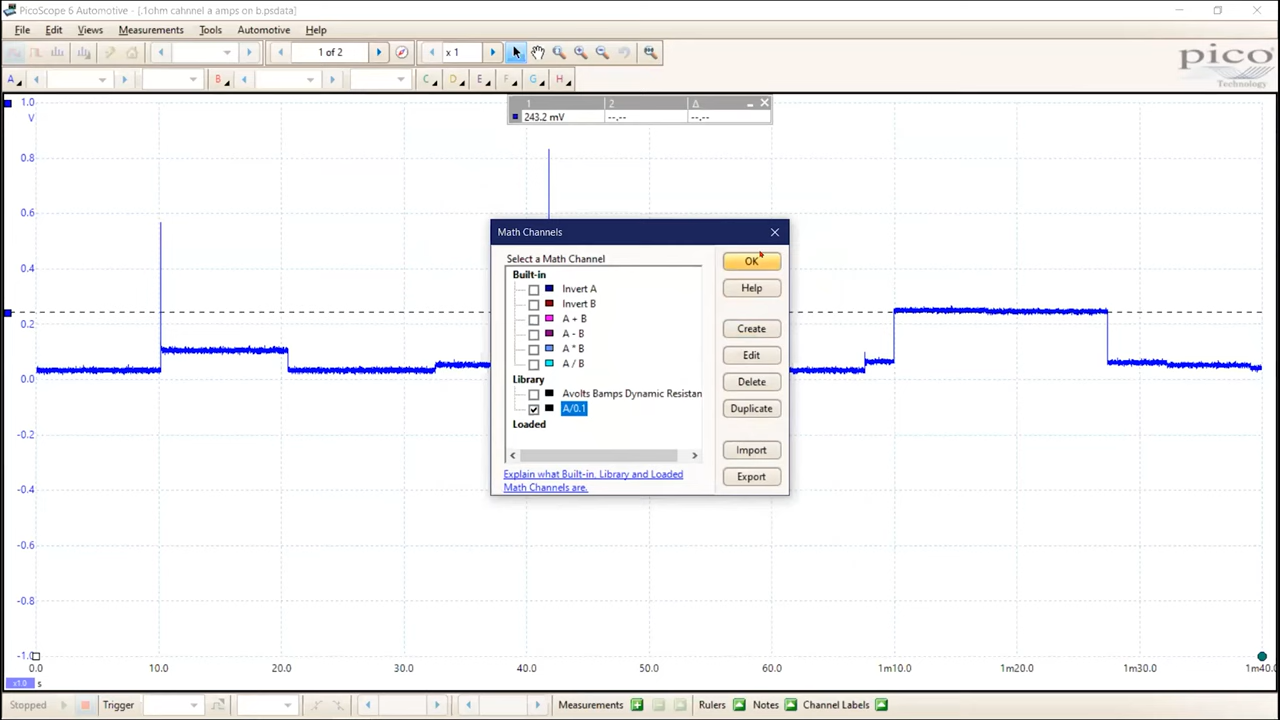 PicoScope 6 Automotive - [.1ohm cahnnel a amps on b.psdata]
File Edit Views Measurements Tools Automotive Help
1 of 2 x 1
pico
Technology
A B C D E F G H
1.0
V
0.8
0.6
0.4
0.2
0.0
-0.2
-0.4
-0.6
-0.8
-1.0
1 2 Δ
243.2 mV --.-- --.--
Math Channels
Select a Math Channel
Built-in
Invert A
Invert B
A + B
A - B
A * B
A / B
Library
Avolts Bamps Dynamic Resistan
A/0.1
Loaded
Explain what Built-in, Library and Loaded
Math Channels are.
OK
Help
Create
Edit
Delete
Duplicate
Import
Export
0.0 10.0 20.0 30.0 40.0 50.0 60.0 1m10.0 1m20.0 1m30.0 1m40.0
x1.0 s
Stopped Trigger Measurements Rulers Notes Channel Labels